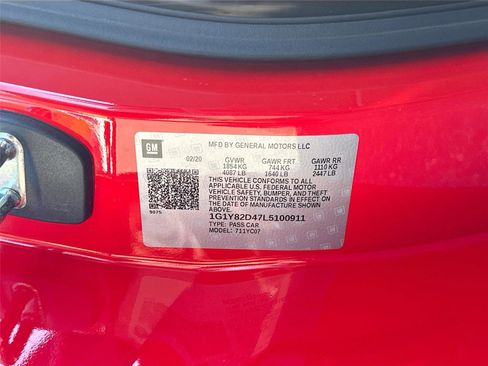 GM
MFD BY GENERAL MOTORS LLC
02/20 GVWR GAWR FRT GAWR RR
1854 KG 744 KG 1110 KG
4087 LB 1640 LB 2447 LB
THIS VEHICLE CONFORMS TO ALL
APPLICABLE U.S. FEDERAL MOTOR
VEHICLE SAFETY, BUMPER, AND THEFT
PREVENTION STANDARDS IN EFFECT ON
THE DATE OF MANUFACTURE SHOWN
ABOVE.
9075
1G1Y82D47L5100911
TYPE: PASS CAR
MODEL: 711YC07